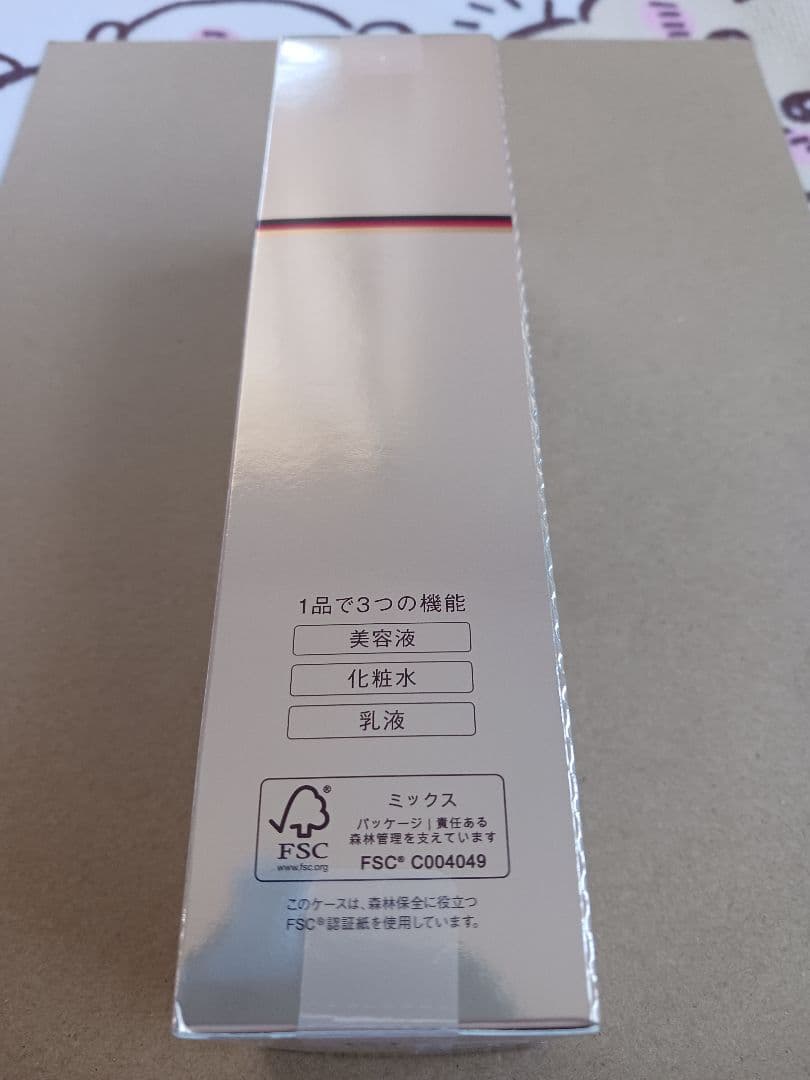 1品で3つの機能
美容液
化粧水
乳液
®
FSC
www.fsc.org
ミックス
パッケージ | 責任ある
森林管理を支えています
FSC® C004049
このケースは、森林保全に役立つ
FSC®認証紙を使用しています。